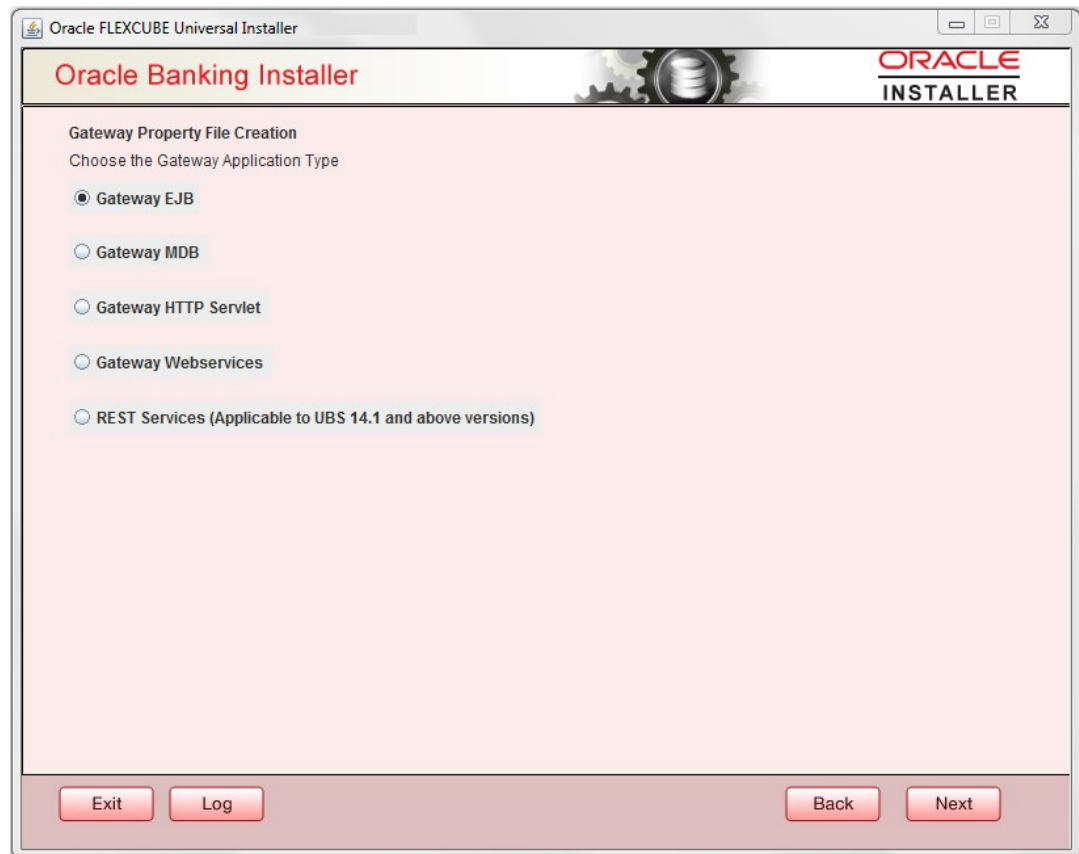 Oracle FLEXCUBE Universal Installer
Oracle Banking Installer
ORACLE
INSTALLER
Gateway Property File Creation
Choose the Gateway Application Type
Gateway EJB
Gateway MDB
Gateway HTTP Servlet
Gateway Webservices
REST Services (Applicable to UBS 14.1 and above versions)
Exit Log Back Next